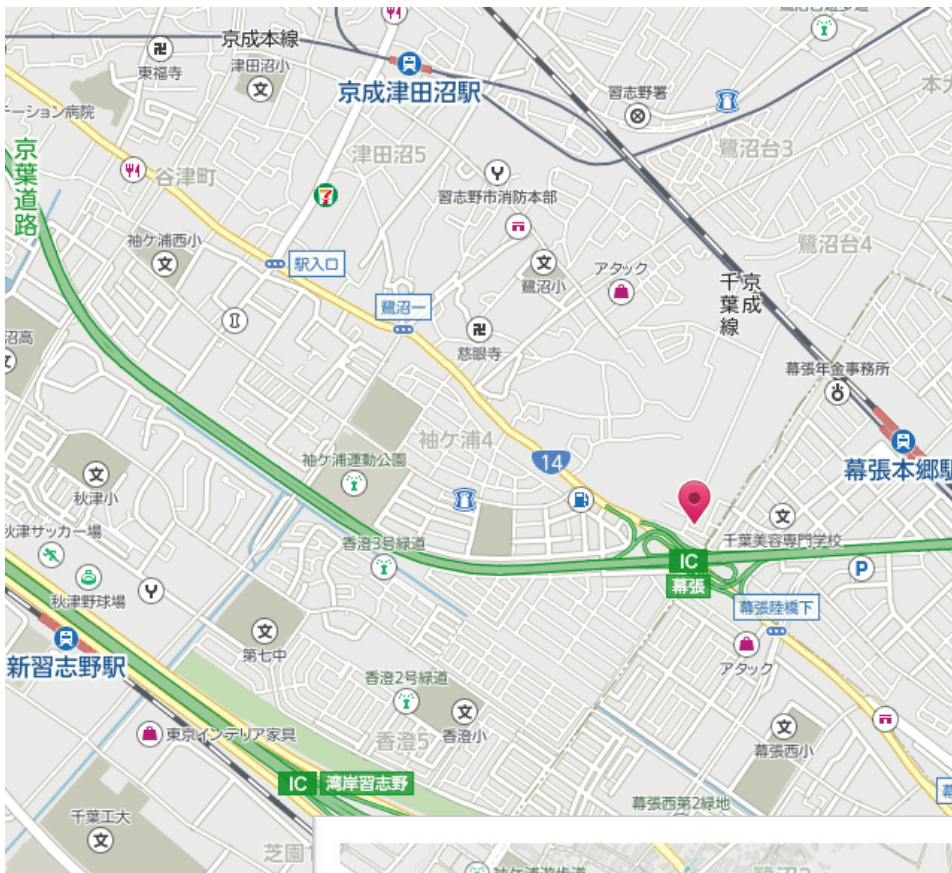 京成本線
東福寺
津田沼小
京成津田沼駅
習志野署
テーション病院
京葉道路
谷津町
津田沼5
鷺沼台3
習志野市消防本部
7
袖ケ浦西小
駅入口
鷺沼小
アタック
鷺沼台4
京成千葉線
鷺沼一
慈眼寺
沼高
幕張年金事務所
袖ケ浦4
14
袖ケ浦運動公園
幕張本郷駅
秋津小
秋津サッカー場
香澄3号緑道
千葉美容専門学校
IC
幕張
P
秋津野球場
幕張陸橋下
新習志野駅
第七中
アタック
香澄2号緑道
東京インテリア家具
香澄5
香澄小
幕張西小
IC 湾岸習志野
幕張西第2緑地
千葉工大
芝園1
袖ケ浦遊歩道